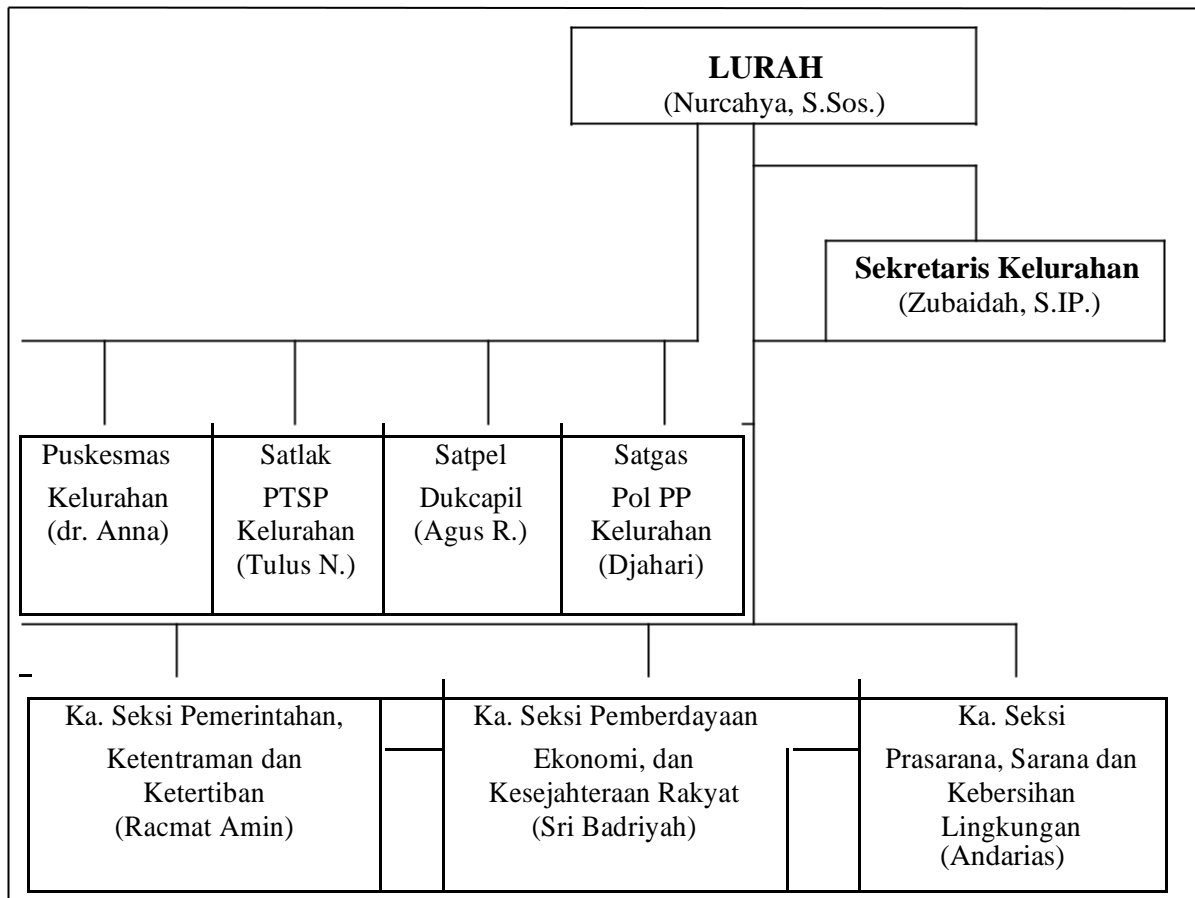 LURAH
(Nurcahya, S.Sos.)
Sekretaris Kelurahan
(Zubaidah, S.IP.)
Puskesmas
Kelurahan
(dr. Anna)
Satlak
PTSP
Kelurahan
(Tulus N.)
Satpel
Dukcapil
(Agus R.)
Satgas
Pol PP
Kelurahan
(Djahari)
Ka. Seksi Pemerintahan,
Ketentraman dan
Ketertiban
(Racmat Amin)
Ka. Seksi Pemberdayaan
Ekonomi, dan
Kesejahteraan Rakyat
(Sri Badriyah)
Ka. Seksi
Prasarana, Sarana dan
Kebersihan
Lingkungan
(Andarias)